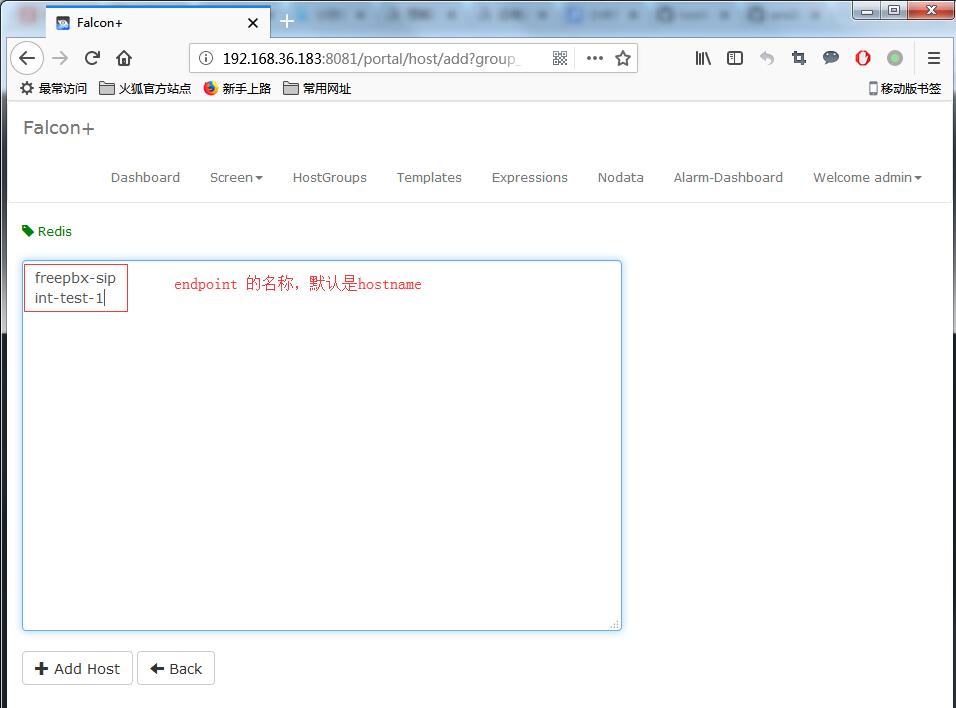 Falcon+
192.168.36.183:8081/portal/host/add?group_
最常访问 火狐官方站点 新手上路 常用网址 移动版书签
Falcon+
Dashboard Screen HostGroups Templates Expressions Nodata Alarm-Dashboard Welcome admin
Redis
freepbx-sip
endpoint 的名称，默认是hostname
int-test-1
Add Host Back